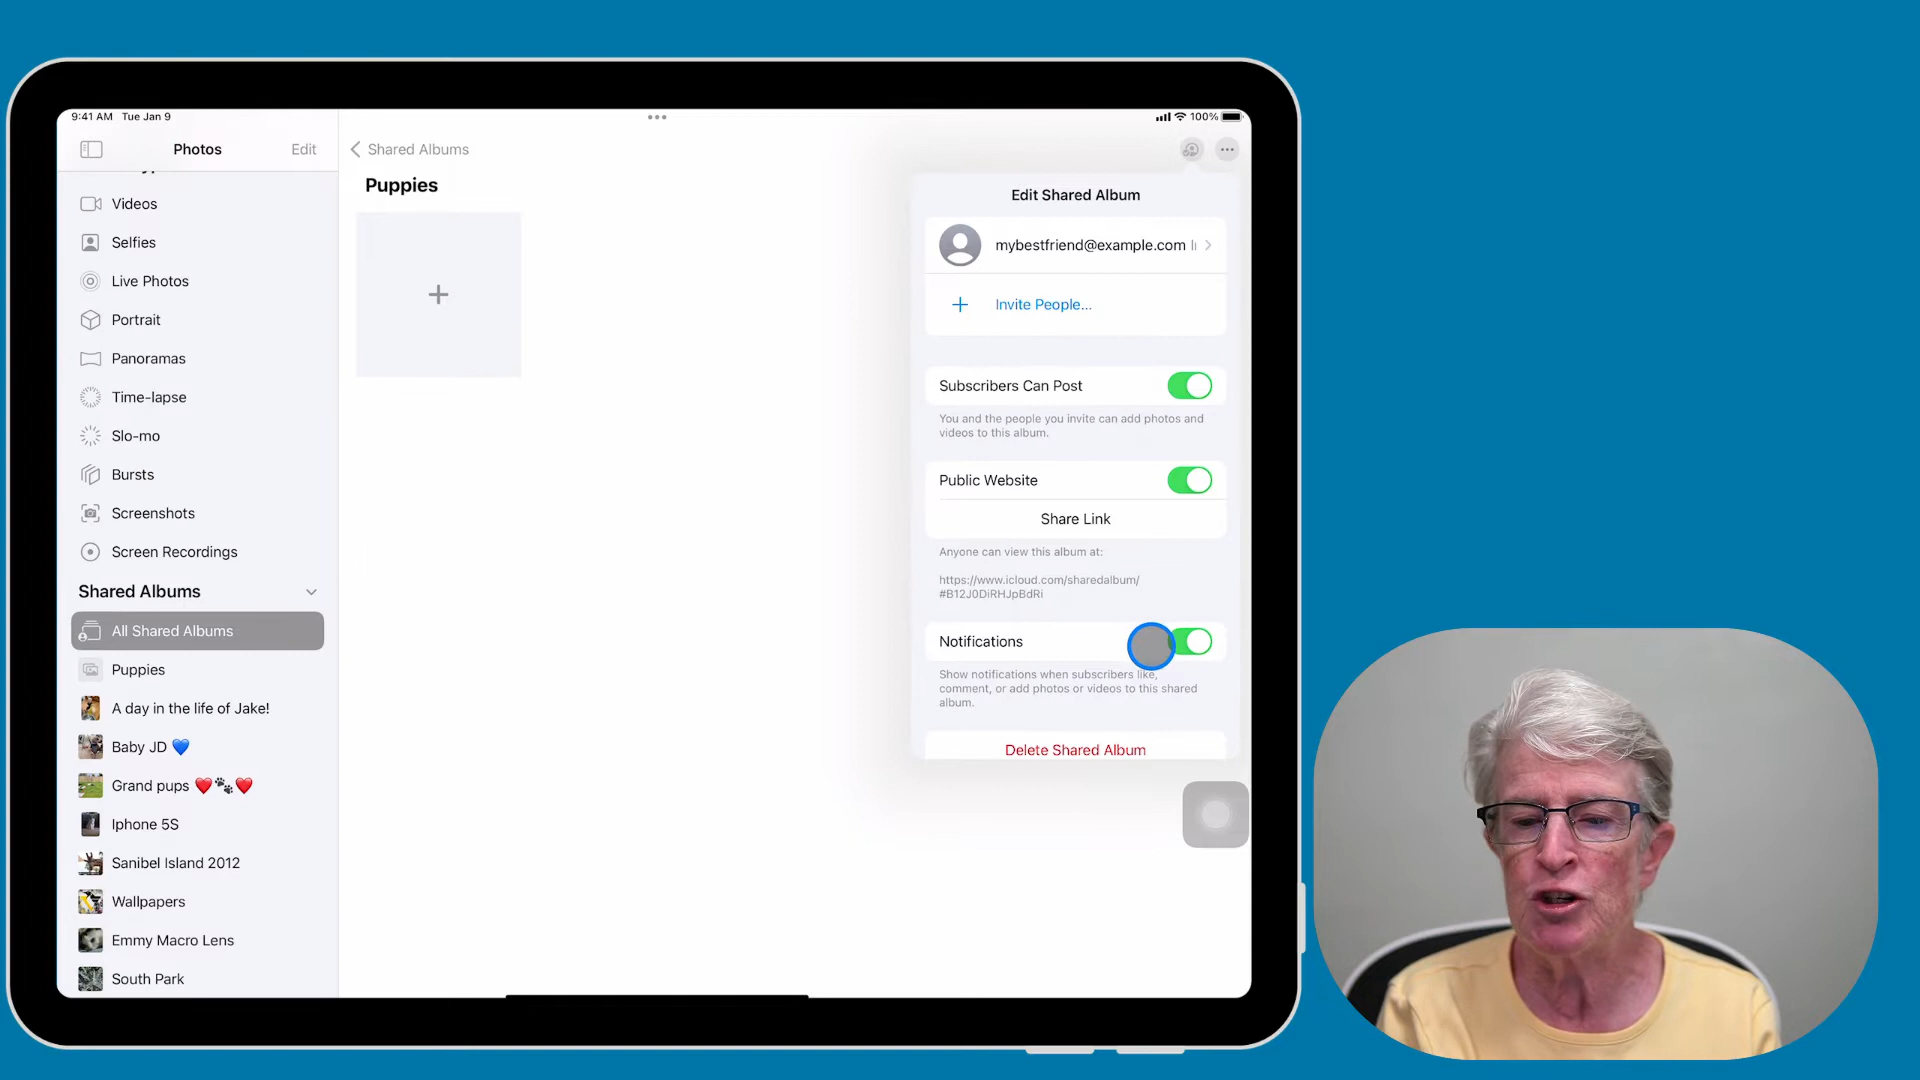 9:41 AM Tue Jan 9
100%
Photos
Edit
Videos
Selfies
Live Photos
Portrait
Panoramas
Time-lapse
Slo-mo
Bursts
Screenshots
Screen Recordings
Shared Albums
All Shared Albums
Puppies
A day in the life of Jake!
Baby JD 💙
Grand pups ❤️🐾❤️
Iphone 5S
Sanibel Island 2012
Wallpapers
Emmy Macro Lens
South Park
Shared Albums
Puppies
Edit Shared Album
mybestfriend@example.com
Invite People...
Subscribers Can Post
You and the people you invite can add photos and
videos to this album.
Public Website
Share Link
Anyone can view this album at:
https://www.icloud.com/sharedalbum/
#B12J0DiRHJpBdRi
Notifications
Show notifications when subscribers like,
comment, or add photos or videos to this shared
album.
Delete Shared Album